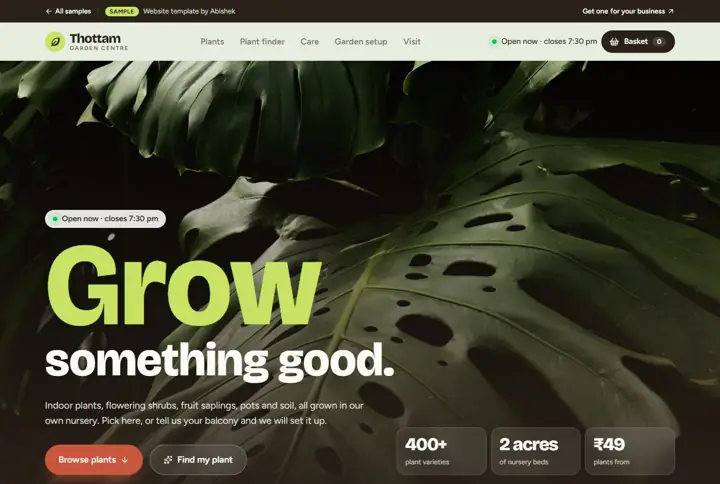 All samples
SAMPLE
Website template by Abishek
Get one for your business
Thottam
GARDEN CENTRE
Plants
Plant finder
Care
Garden setup
Visit
Open now · closes 7:30 pm
Basket 0
Open now · closes 7:30 pm
Grow
something good.
Indoor plants, flowering shrubs, fruit saplings, pots and soil, all grown in our
own nursery. Pick here, or tell us your balcony and we will set it up.
Browse plants
Find my plant
400+
plant varieties
2 acres
of nursery beds
₹49
plants from